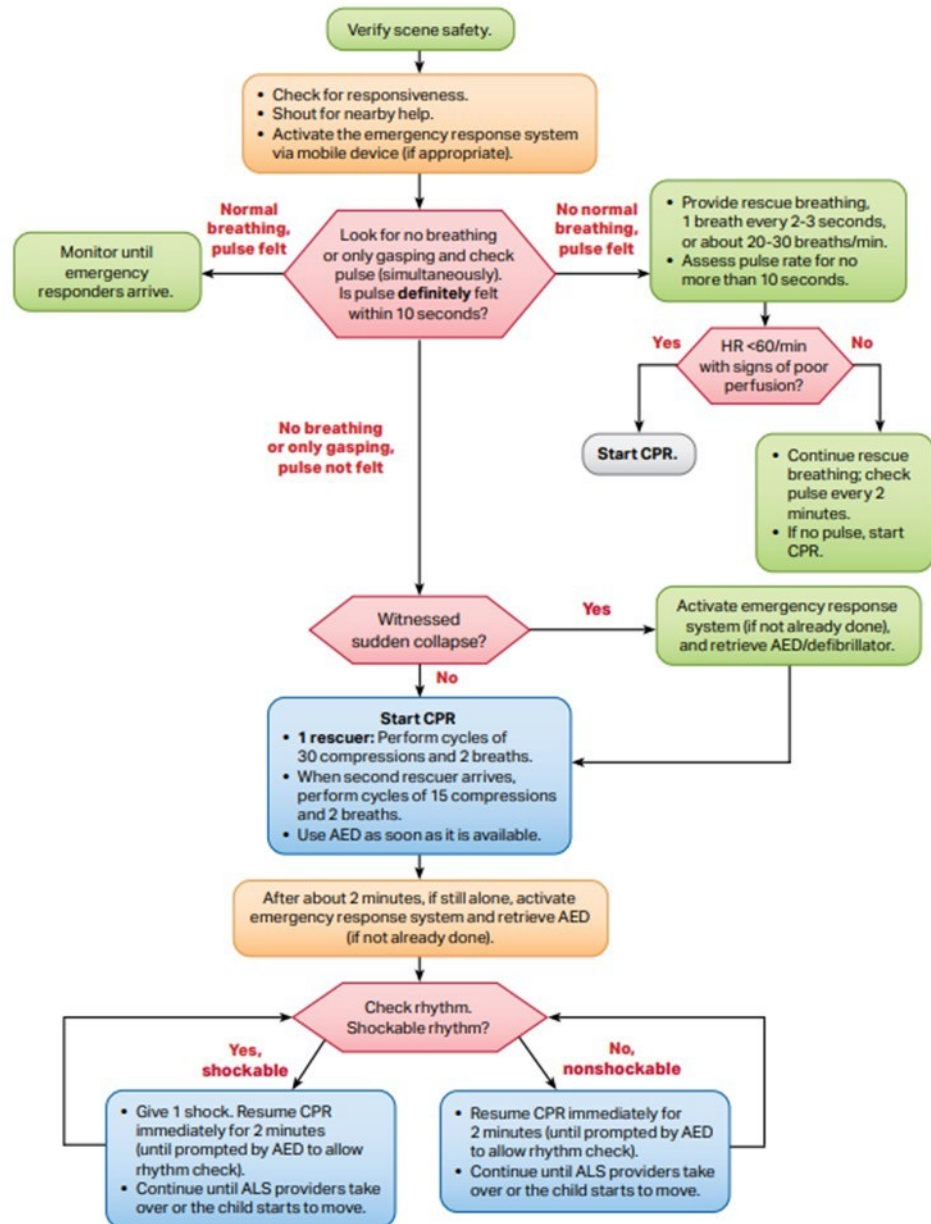 Verify scene safety.
• Check for responsiveness.
• Shout for nearby help.
• Activate the emergency response system
via mobile device (if appropriate).
Normal
breathing,
pulse felt
No normal
breathing,
pulse felt
Monitor until
emergency
responders arrive.
Look for no breathing
or only gasping and check
pulse (simultaneously).
Is pulse definitely felt
within 10 seconds?
• Provide rescue breathing,
1 breath every 2-3 seconds,
or about 20-30 breaths/min.
• Assess pulse rate for no
more than 10 seconds.
Yes
HR <60/min
with signs of poor
perfusion?
No
Start CPR.
• Continue rescue
breathing; check
pulse every 2
minutes.
• If no pulse, start
CPR.
No breathing
or only gasping,
pulse not felt
Witnessed
sudden collapse?
Yes
Activate emergency response
system (if not already done),
and retrieve AED/defibrillator.
No
Start CPR
• 1 rescuer: Perform cycles of
30 compressions and 2 breaths.
• When second rescuer arrives,
perform cycles of 15 compressions
and 2 breaths.
• Use AED as soon as it is available.
After about 2 minutes, if still alone, activate
emergency response system and retrieve AED
(if not already done).
Check rhythm.
Shockable rhythm?
Yes,
shockable
No,
nonshockable
• Give 1 shock. Resume CPR
immediately for 2 minutes
(until prompted by AED to allow
rhythm check).
• Continue until ALS providers take
over or the child starts to move.
• Resume CPR immediately for
2 minutes (until prompted by AED
to allow rhythm check).
• Continue until ALS providers take
over or the child starts to move.